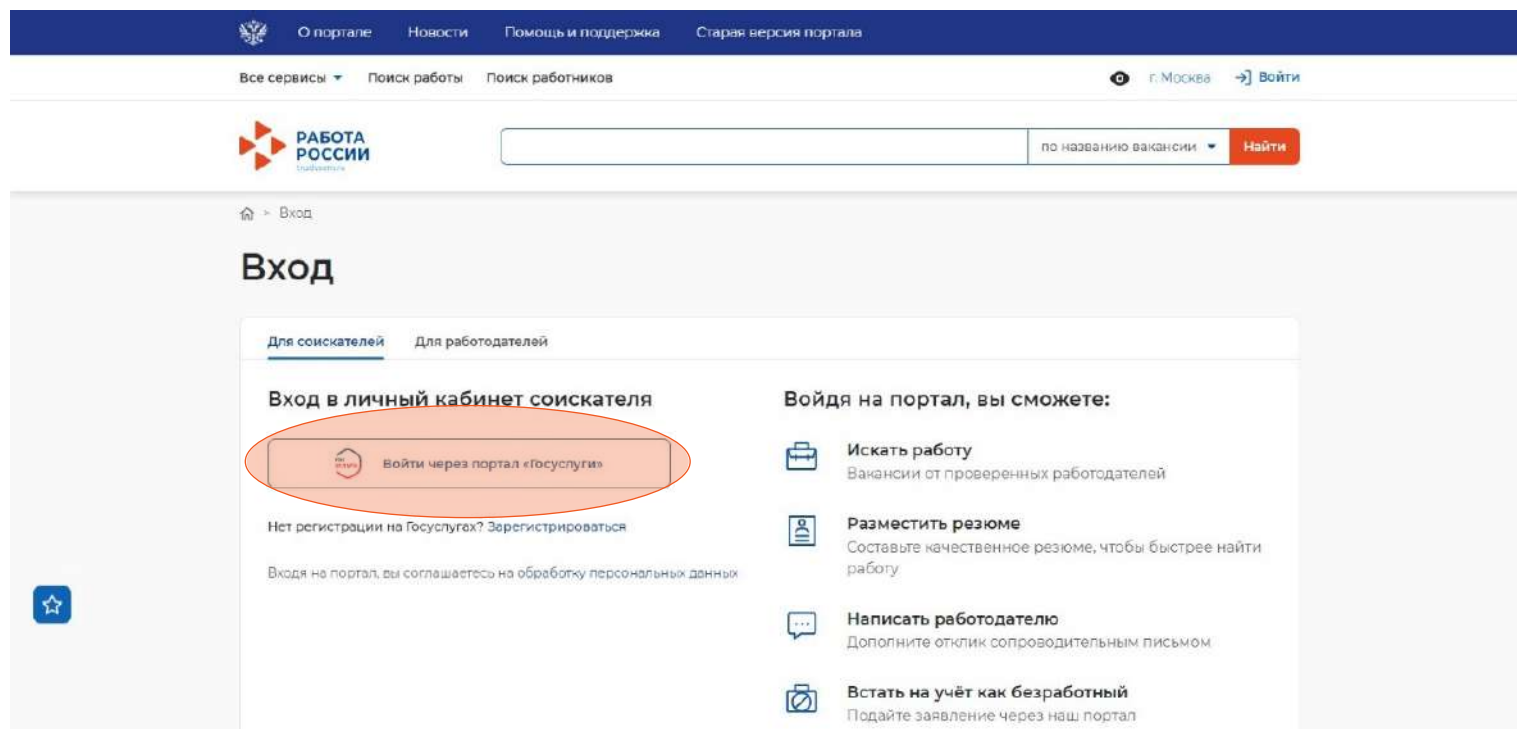 О портале Новости Помощь и поддержка Старая версия портала
Все сервисы Поиск работы Поиск работников г. Москва Войти
РАБОТА
РОССИИ
по названию вакансии Найти
> Вход
Вход
Для соискателей Для работодателей
Вход в личный кабинет соискателя
Войти через портал «Госуслуги»
Нет регистрации на Госуслугах? Зарегистрироваться
Входя на портал, вы соглашаетесь на обработку персональных данных
Войдя на портал, вы сможете:
Искать работу
Вакансии от проверенных работодателей
Разместить резюме
Составьте качественное резюме, чтобы быстрее найти
работу
Написать работодателю
Дополните отклик сопроводительным письмом
Встать на учёт как безработный
Подайте заявление через наш портал